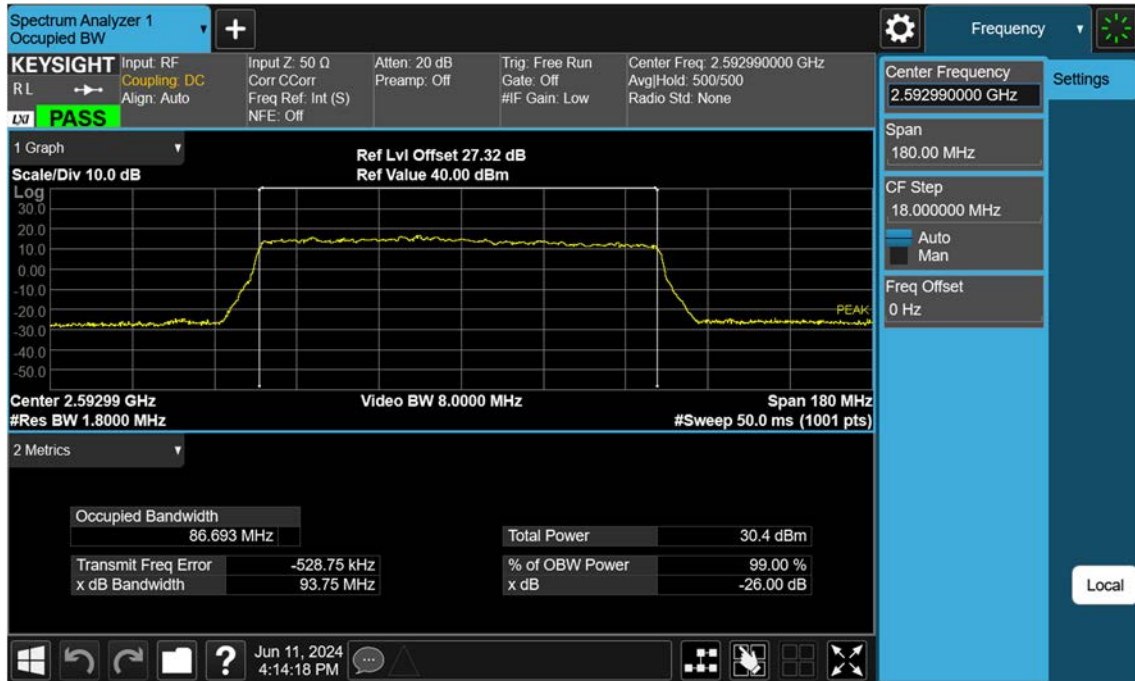 Spectrum Analyzer 1
Occupied BW
Frequency
KEYSIGHT
R L
LXI
PASS
Input: RF
Coupling: DC
Align: Auto
Input Z: 50 Ω
Corr CCorr
Freq Ref: Int (S)
NFE: Off
Atten: 20 dB
Preamp: Off
Trig: Free Run
Gate: Off
#IF Gain: Low
Center Freq: 2.592990000 GHz
Avg|Hold: 500/500
Radio Std: None
Center Frequency
2.592990000 GHz
Settings
Span
180.00 MHz
CF Step
18.000000 MHz
Auto
Man
Freq Offset
0 Hz
Local
1 Graph
Scale/Div 10.0 dB
Ref Lvl Offset 27.32 dB
Ref Value 40.00 dBm
Log
30.0
20.0
10.0
0.00
-10.0
-20.0
-30.0
-40.0
-50.0
PEAK
Center 2.59299 GHz
Video BW 8.0000 MHz
Span 180 MHz
#Res BW 1.8000 MHz
#Sweep 50.0 ms (1001 pts)
2 Metrics
Occupied Bandwidth
86.693 MHz
Total Power 30.4 dBm
Transmit Freq Error -528.75 kHz
% of OBW Power 99.00 %
x dB Bandwidth 93.75 MHz
x dB -26.00 dB
?
Jun 11, 2024
4:14:18 PM